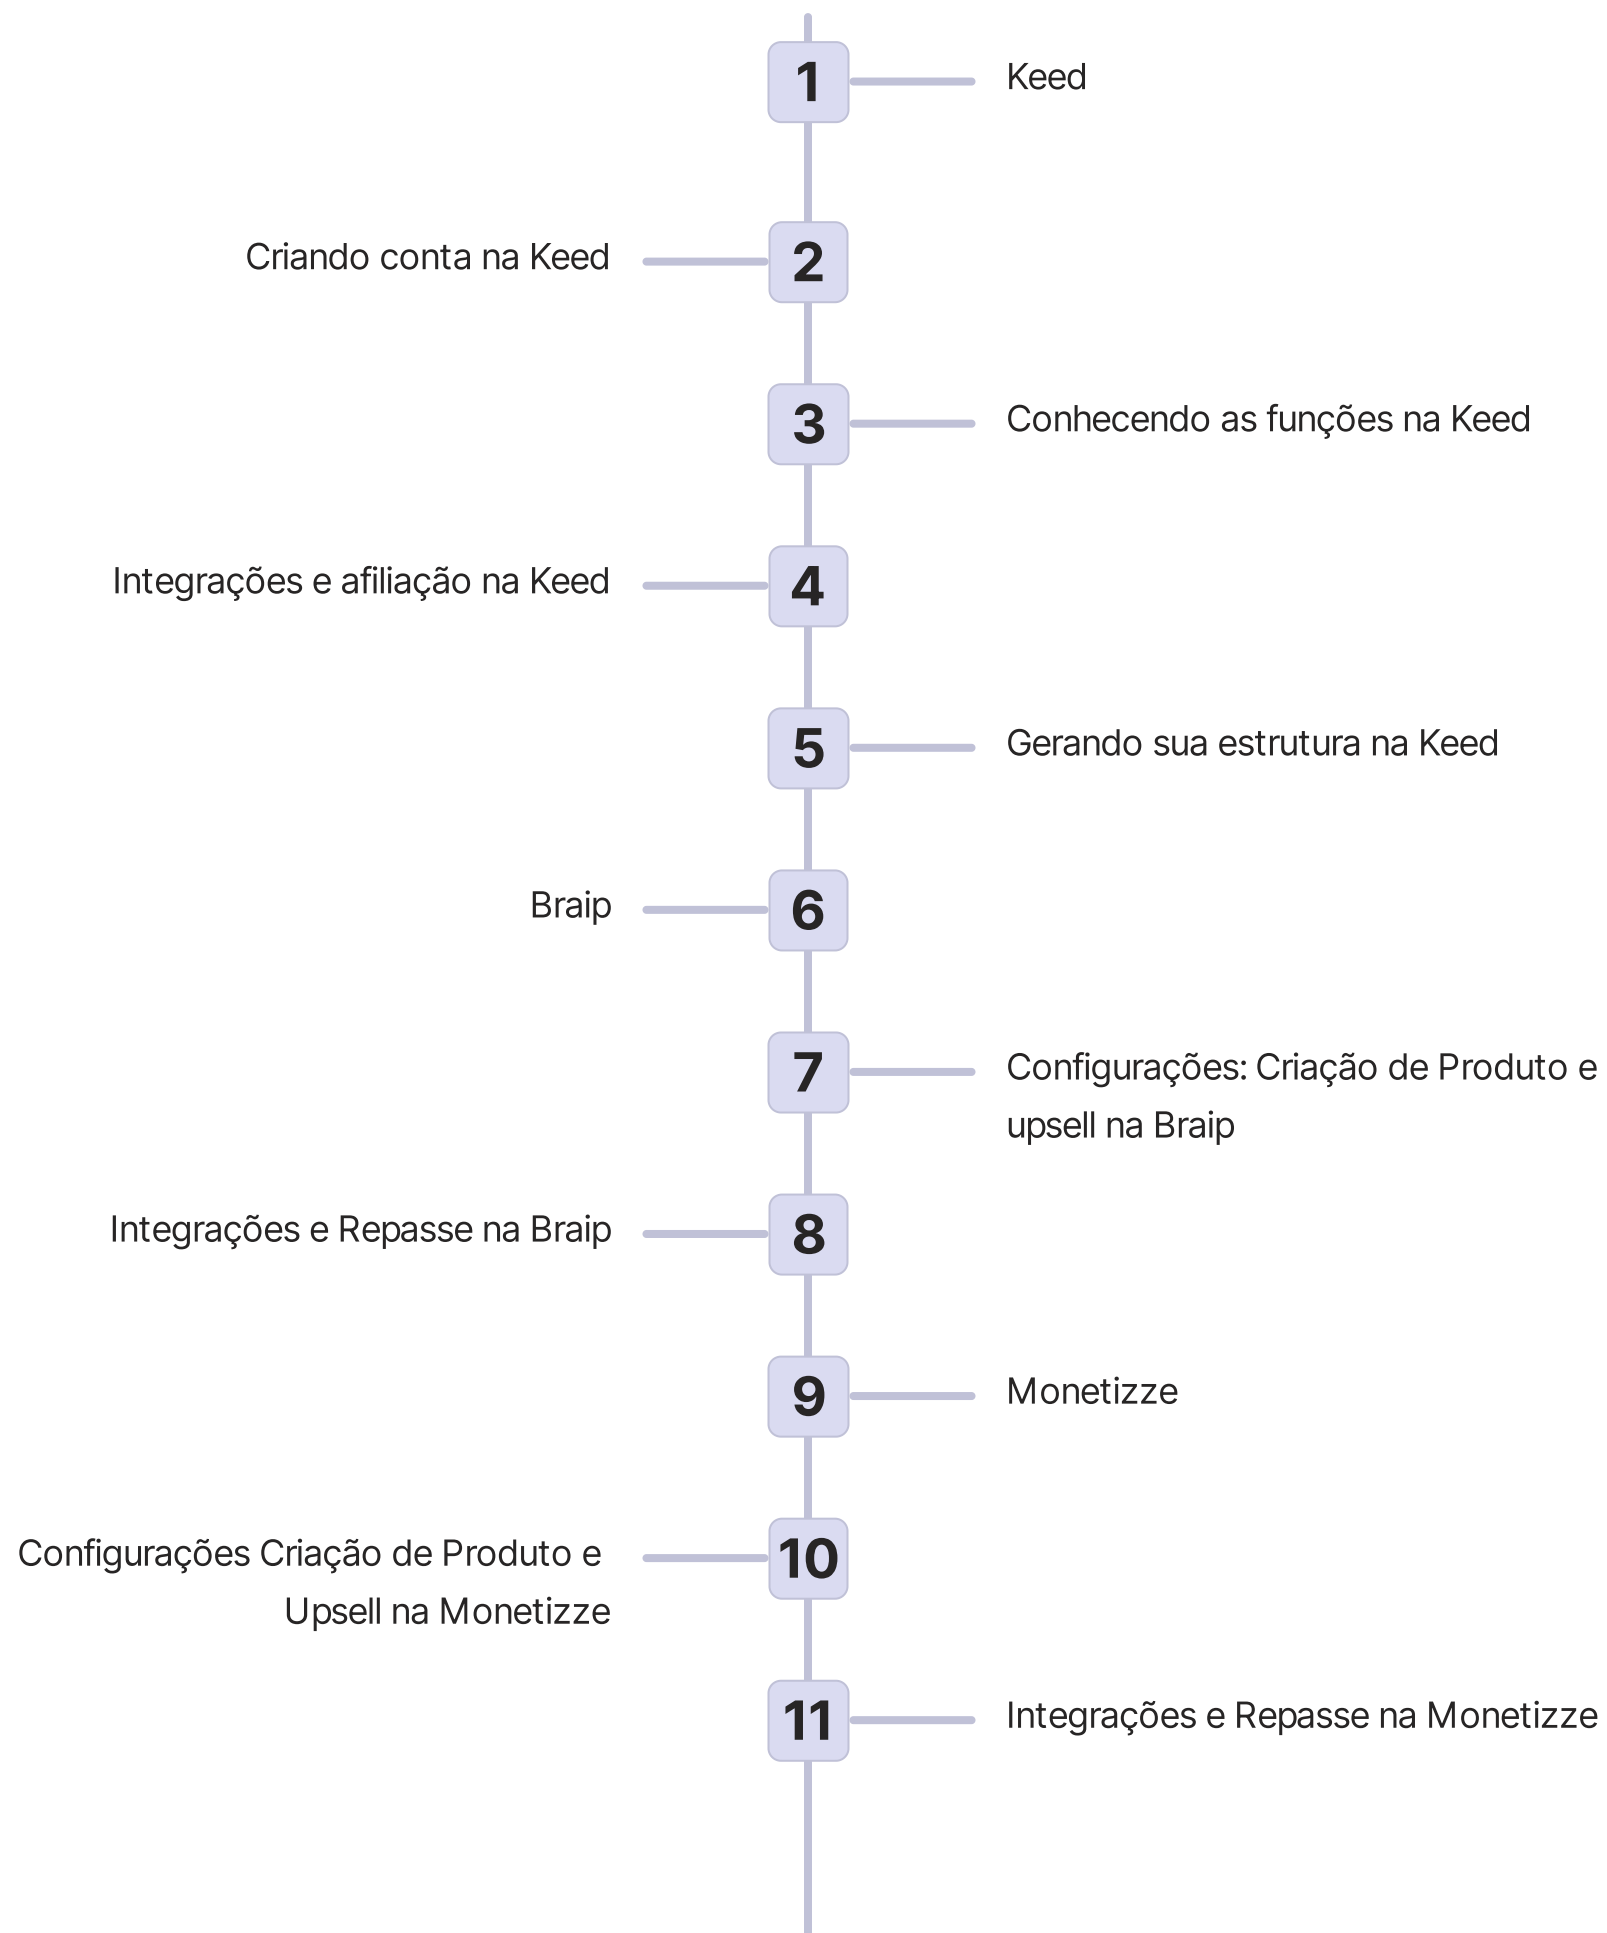 1
Keed
2
Criando conta na Keed
3
Conhecendo as funções na Keed
4
Integrações e afiliação na Keed
5
Gerando sua estrutura na Keed
6
Braip
7
Configurações: Criação de Produto e
upsell na Braip
8
Integrações e Repasse na Braip
9
Monetizze
10
Configurações Criação de Produto e
Upsell na Monetizze
11
Integrações e Repasse na Monetizze